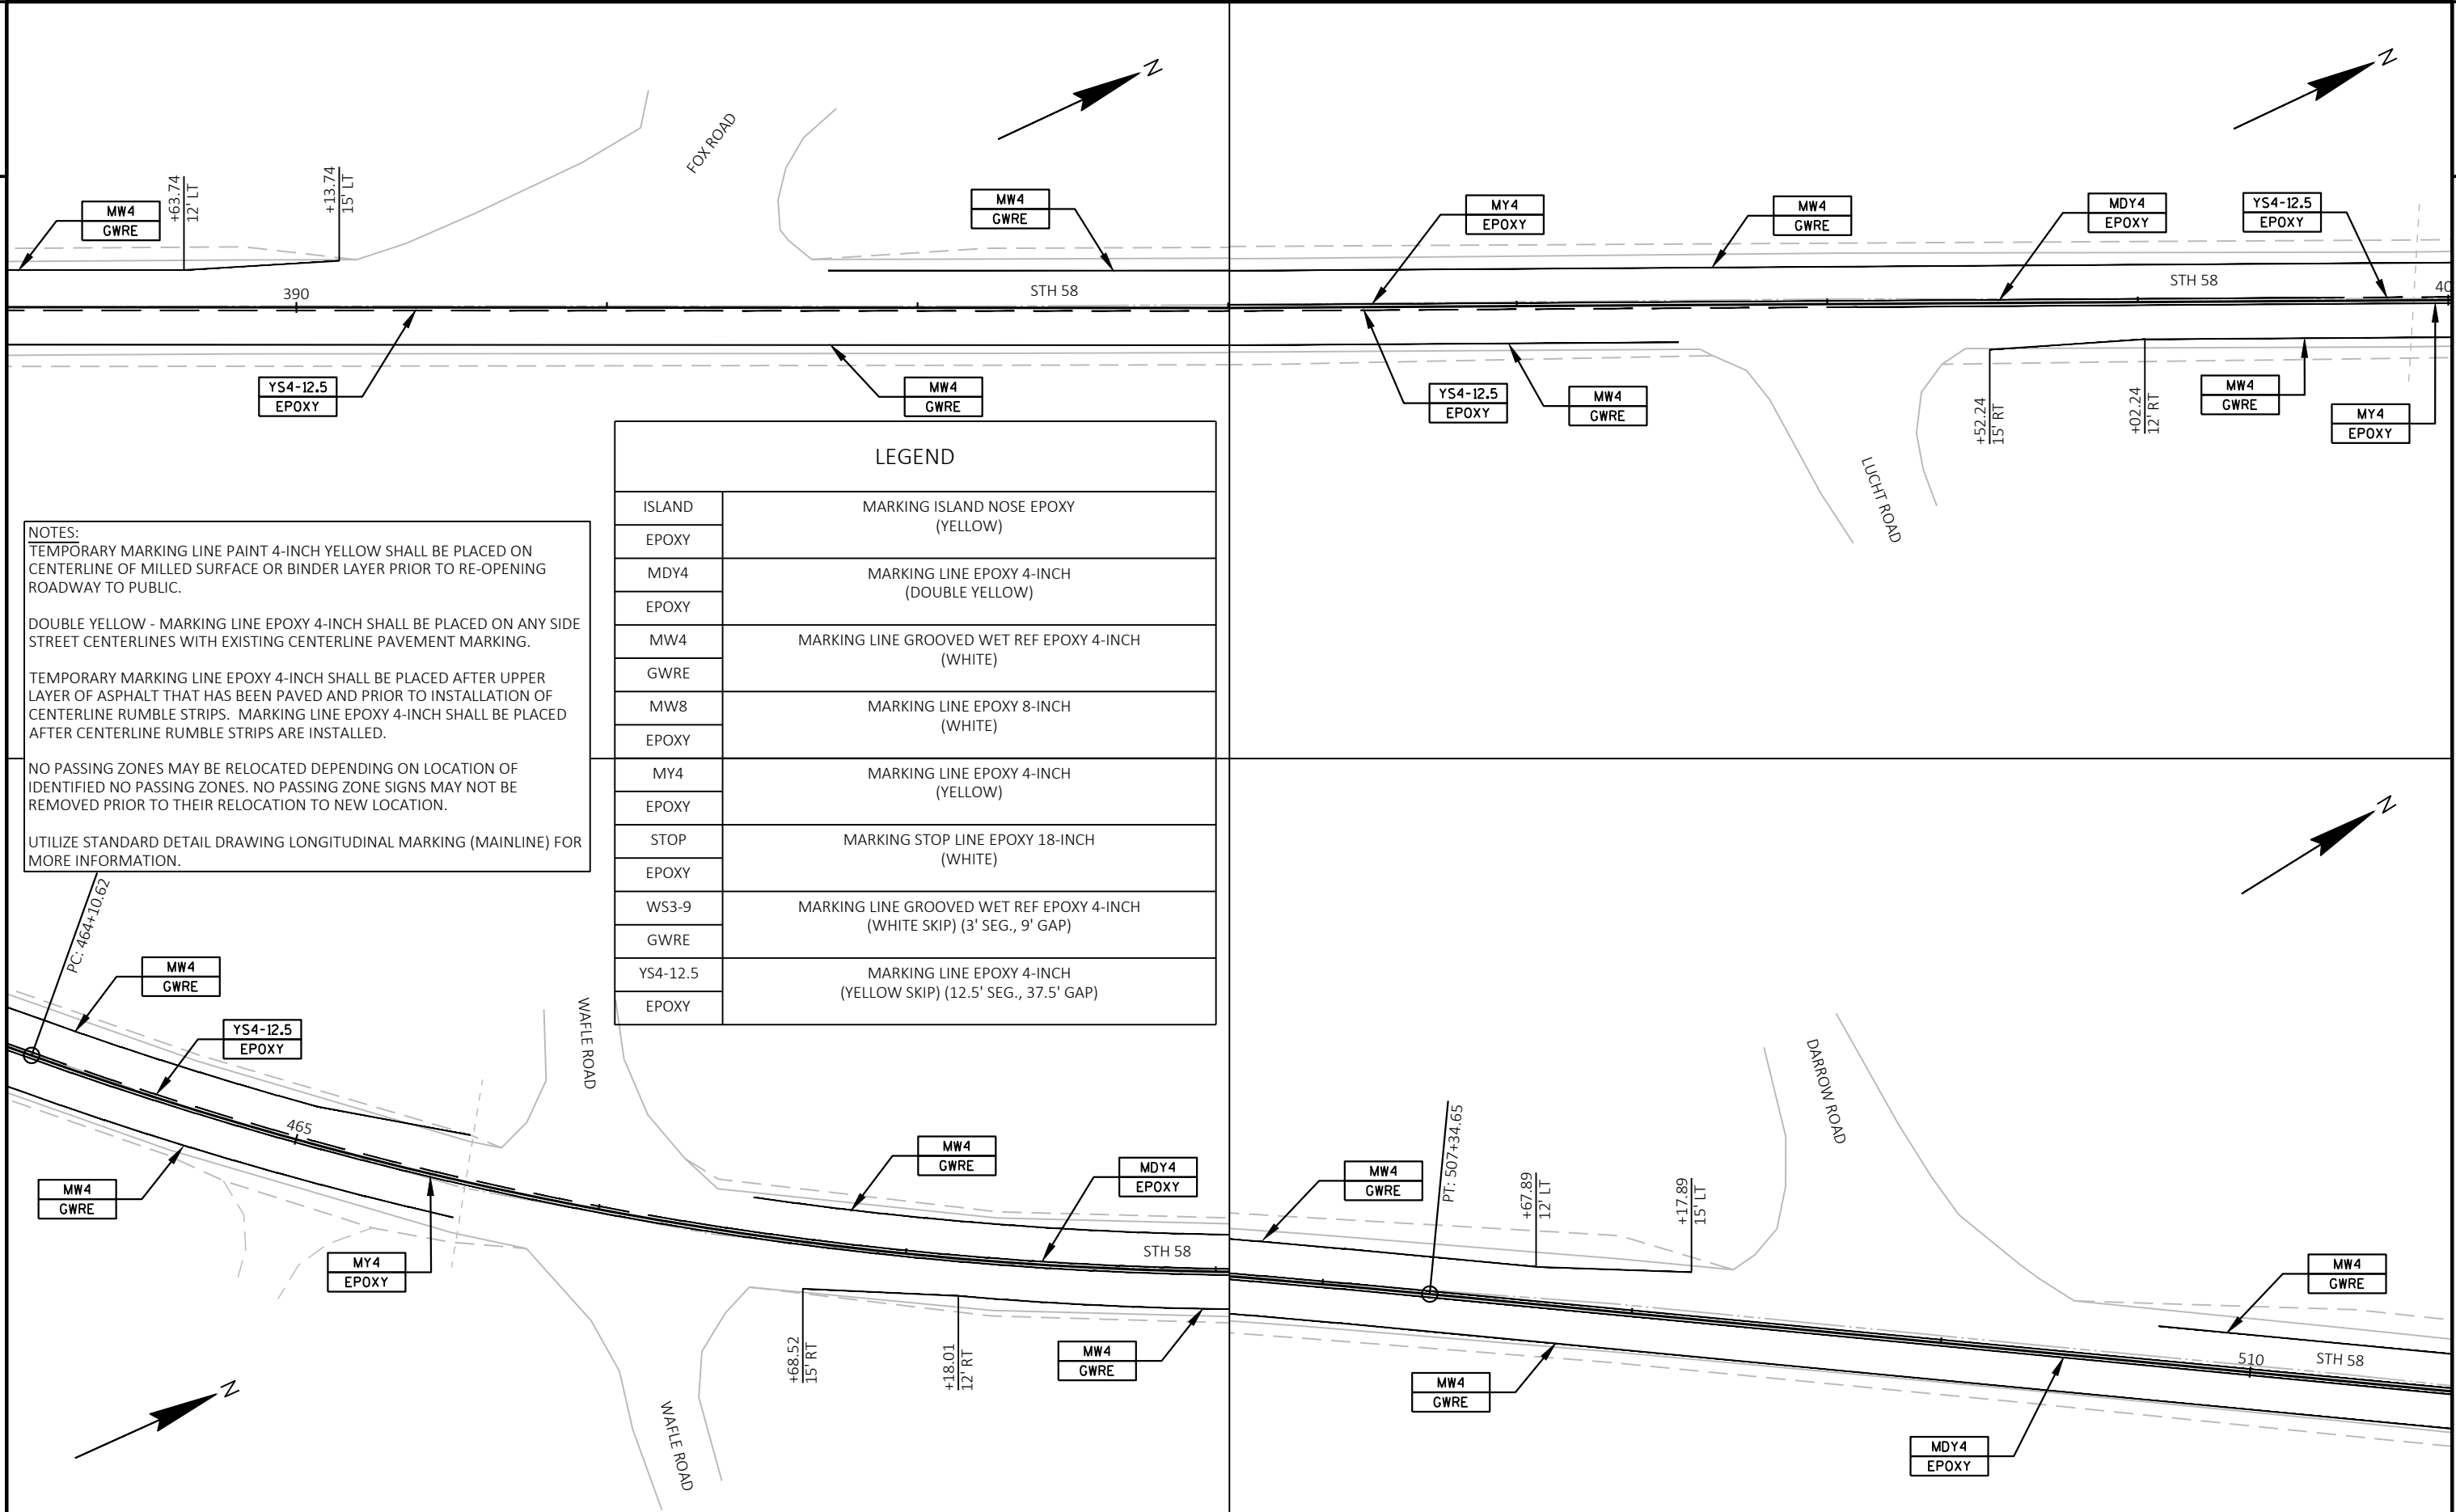 N
FOX ROAD
+63.74
12' LT
+13.74
15' LT
MW4
GWRE
MW4
GWRE
390
STH 58
YS4-12.5
EPOXY
MW4
GWRE
N
MY4
EPOXY
MW4
GWRE
MDY4
EPOXY
YS4-12.5
EPOXY
STH 58
40
YS4-12.5
EPOXY
MW4
GWRE
+52.24
15' RT
+02.24
12' RT
MW4
GWRE
MY4
EPOXY
LUCHT ROAD
NOTES:
TEMPORARY MARKING LINE PAINT 4-INCH YELLOW SHALL BE PLACED ON
CENTERLINE OF MILLED SURFACE OR BINDER LAYER PRIOR TO RE-OPENING
ROADWAY TO PUBLIC.
DOUBLE YELLOW - MARKING LINE EPOXY 4-INCH SHALL BE PLACED ON ANY SIDE
STREET CENTERLINES WITH EXISTING CENTERLINE PAVEMENT MARKING.
TEMPORARY MARKING LINE EPOXY 4-INCH SHALL BE PLACED AFTER UPPER
LAYER OF ASPHALT THAT HAS BEEN PAVED AND PRIOR TO INSTALLATION OF
CENTERLINE RUMBLE STRIPS.  MARKING LINE EPOXY 4-INCH SHALL BE PLACED
AFTER CENTERLINE RUMBLE STRIPS ARE INSTALLED.
NO PASSING ZONES MAY BE RELOCATED DEPENDING ON LOCATION OF
IDENTIFIED NO PASSING ZONES. NO PASSING ZONE SIGNS MAY NOT BE
REMOVED PRIOR TO THEIR RELOCATION TO NEW LOCATION.
UTILIZE STANDARD DETAIL DRAWING LONGITUDINAL MARKING (MAINLINE) FOR
MORE INFORMATION.
LEGEND
ISLAND
EPOXY
MARKING ISLAND NOSE EPOXY
(YELLOW)
MDY4
EPOXY
MARKING LINE EPOXY 4-INCH
(DOUBLE YELLOW)
MW4
GWRE
MARKING LINE GROOVED WET REF EPOXY 4-INCH
(WHITE)
MW8
EPOXY
MARKING LINE EPOXY 8-INCH
(WHITE)
MY4
EPOXY
MARKING LINE EPOXY 4-INCH
(YELLOW)
STOP
EPOXY
MARKING STOP LINE EPOXY 18-INCH
(WHITE)
WS3-9
GWRE
MARKING LINE GROOVED WET REF EPOXY 4-INCH
(WHITE SKIP) (3' SEG., 9' GAP)
YS4-12.5
EPOXY
MARKING LINE EPOXY 4-INCH
(YELLOW SKIP) (12.5' SEG., 37.5' GAP)
PC: 464+10.62
MW4
GWRE
YS4-12.5
EPOXY
WAFLE ROAD
465
MW4
GWRE
MY4
EPOXY
MW4
GWRE
MDY4
EPOXY
STH 58
+68.52
15' RT
+18.01
12' RT
MW4
GWRE
WAFLE ROAD
N
N
DARROW ROAD
PT: 507+34.65
MW4
GWRE
+67.89
12' LT
+17.89
15' LT
MW4
GWRE
510
STH 58
MW4
GWRE
MDY4
EPOXY